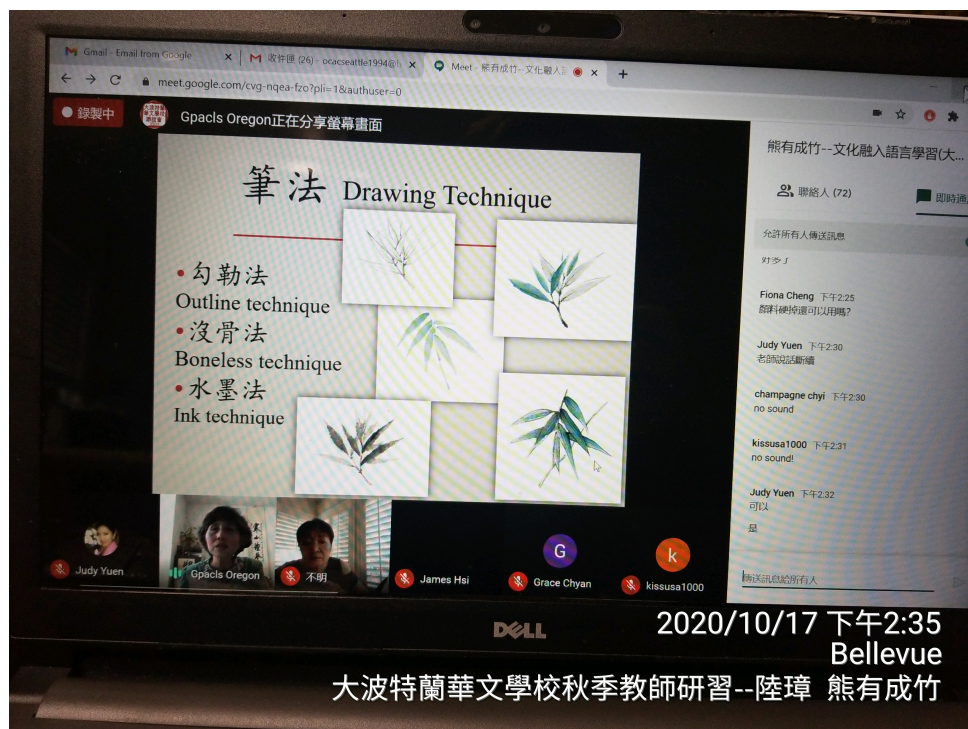 Gmail - Email from Google
收件匣 (26) - ocacseattle1994@
Meet - 熊有成竹--文化融入
meet.google.com/cvg-nqea-fzo?pli=1&authuser=0
錄製中
Gpacls Oregon正在分享螢幕畫面
筆法 Drawing Technique
• 勾勒法
Outline technique
• 沒骨法
Boneless technique
• 水墨法
Ink technique
熊有成竹--文化融入語言學習(大...
聯絡人 (72)
即時通
允許所有人傳送訊息
好多了
Fiona Cheng 下午2:25
顏料硬掉還可以用嗎?
Judy Yuen 下午2:30
老師說話斷續
champagne chyi 下午2:30
no sound
kissusa1000 下午2:31
no sound!
Judy Yuen 下午2:32
可以
是
傳送訊息給所有人
Judy Yuen
Gpacls Oregon
不明
James Hsi
G
Grace Chyan
k
kissusa1000
DELL
2020/10/17 下午2:35
Bellevue
大波特蘭華文學校秋季教師研習--陸璋 熊有成竹